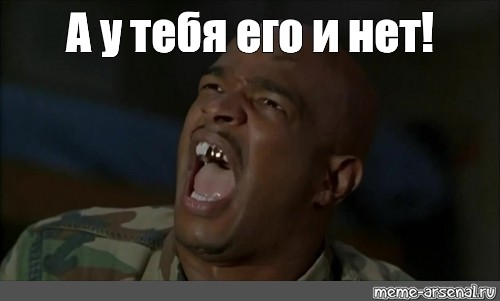 А у тебя его и нет!
meme-arsenal.ru